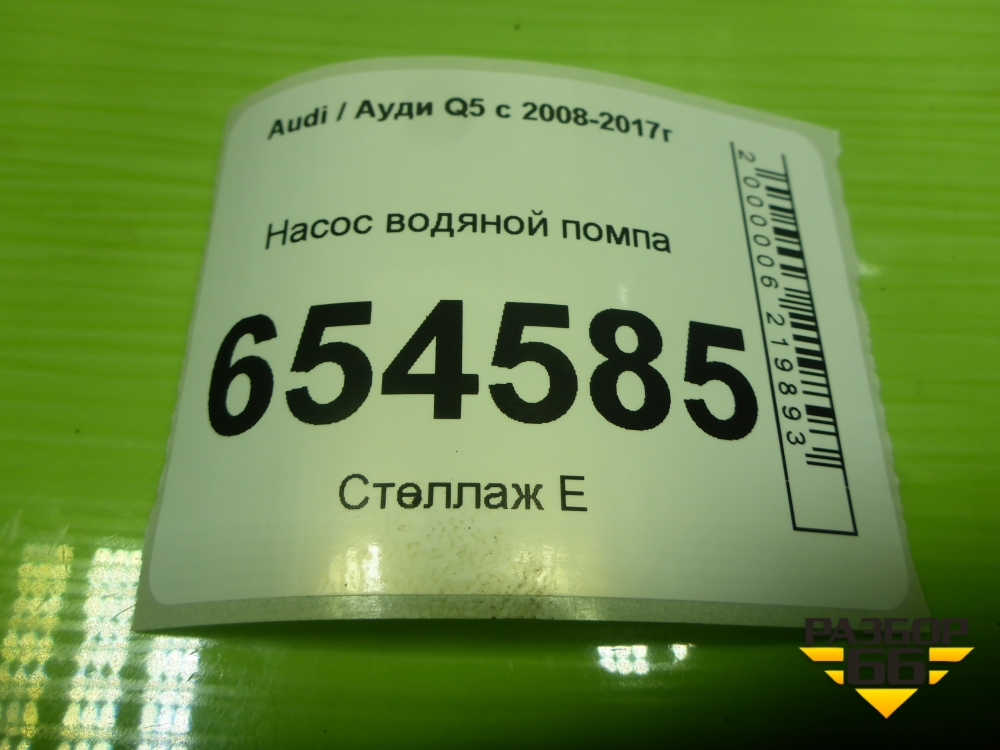 Audi / Ауди Q5 с 2008-2017г
Насос водяной помпа
654585
Стеллаж Е
2000006219893
РАЗБОР
66